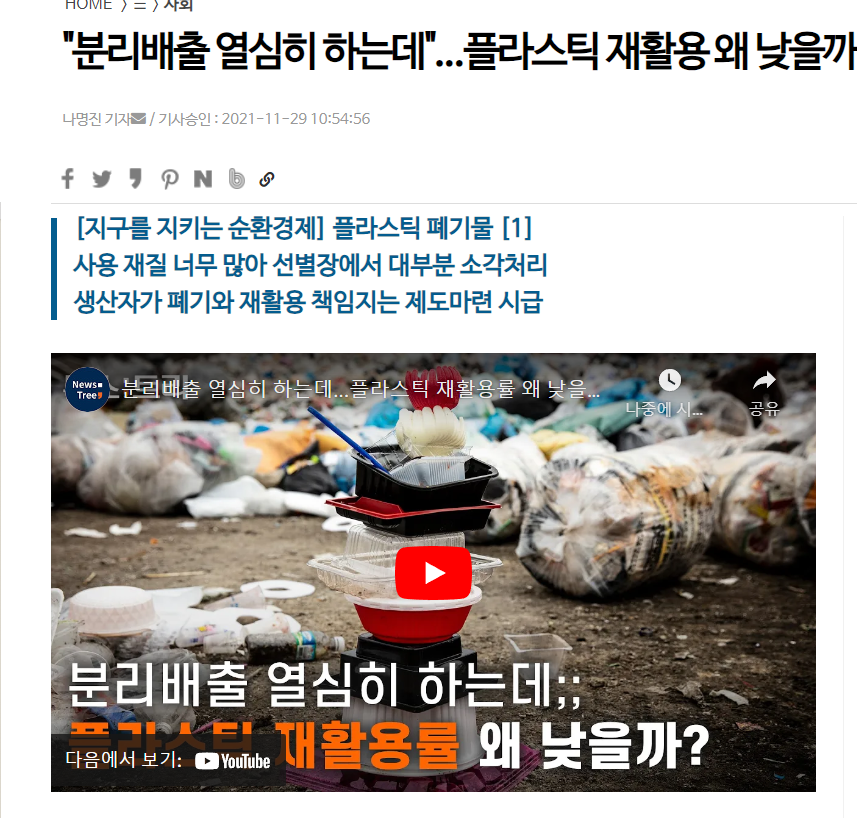 HOME 〉 ☰ 〉 사회
"분리배출 열심히 하는데"...플라스틱 재활용 왜 낮을까
나명진 기자 / 기사승인 : 2021-11-29 10:54:56
[지구를 지키는 순환경제] 플라스틱 폐기물 [1]
사용 재질 너무 많아 선별장에서 대부분 소각처리
생산자가 폐기와 재활용 책임지는 제도마련 시급
News Tree
분리배출 열심히 하는데...플라스틱 재활용률 왜 낮을...
나중에 시...
공유
분리배출 열심히 하는데;;
플라스틱 재활용률 왜 낮을까?
다음에서 보기: YouTube